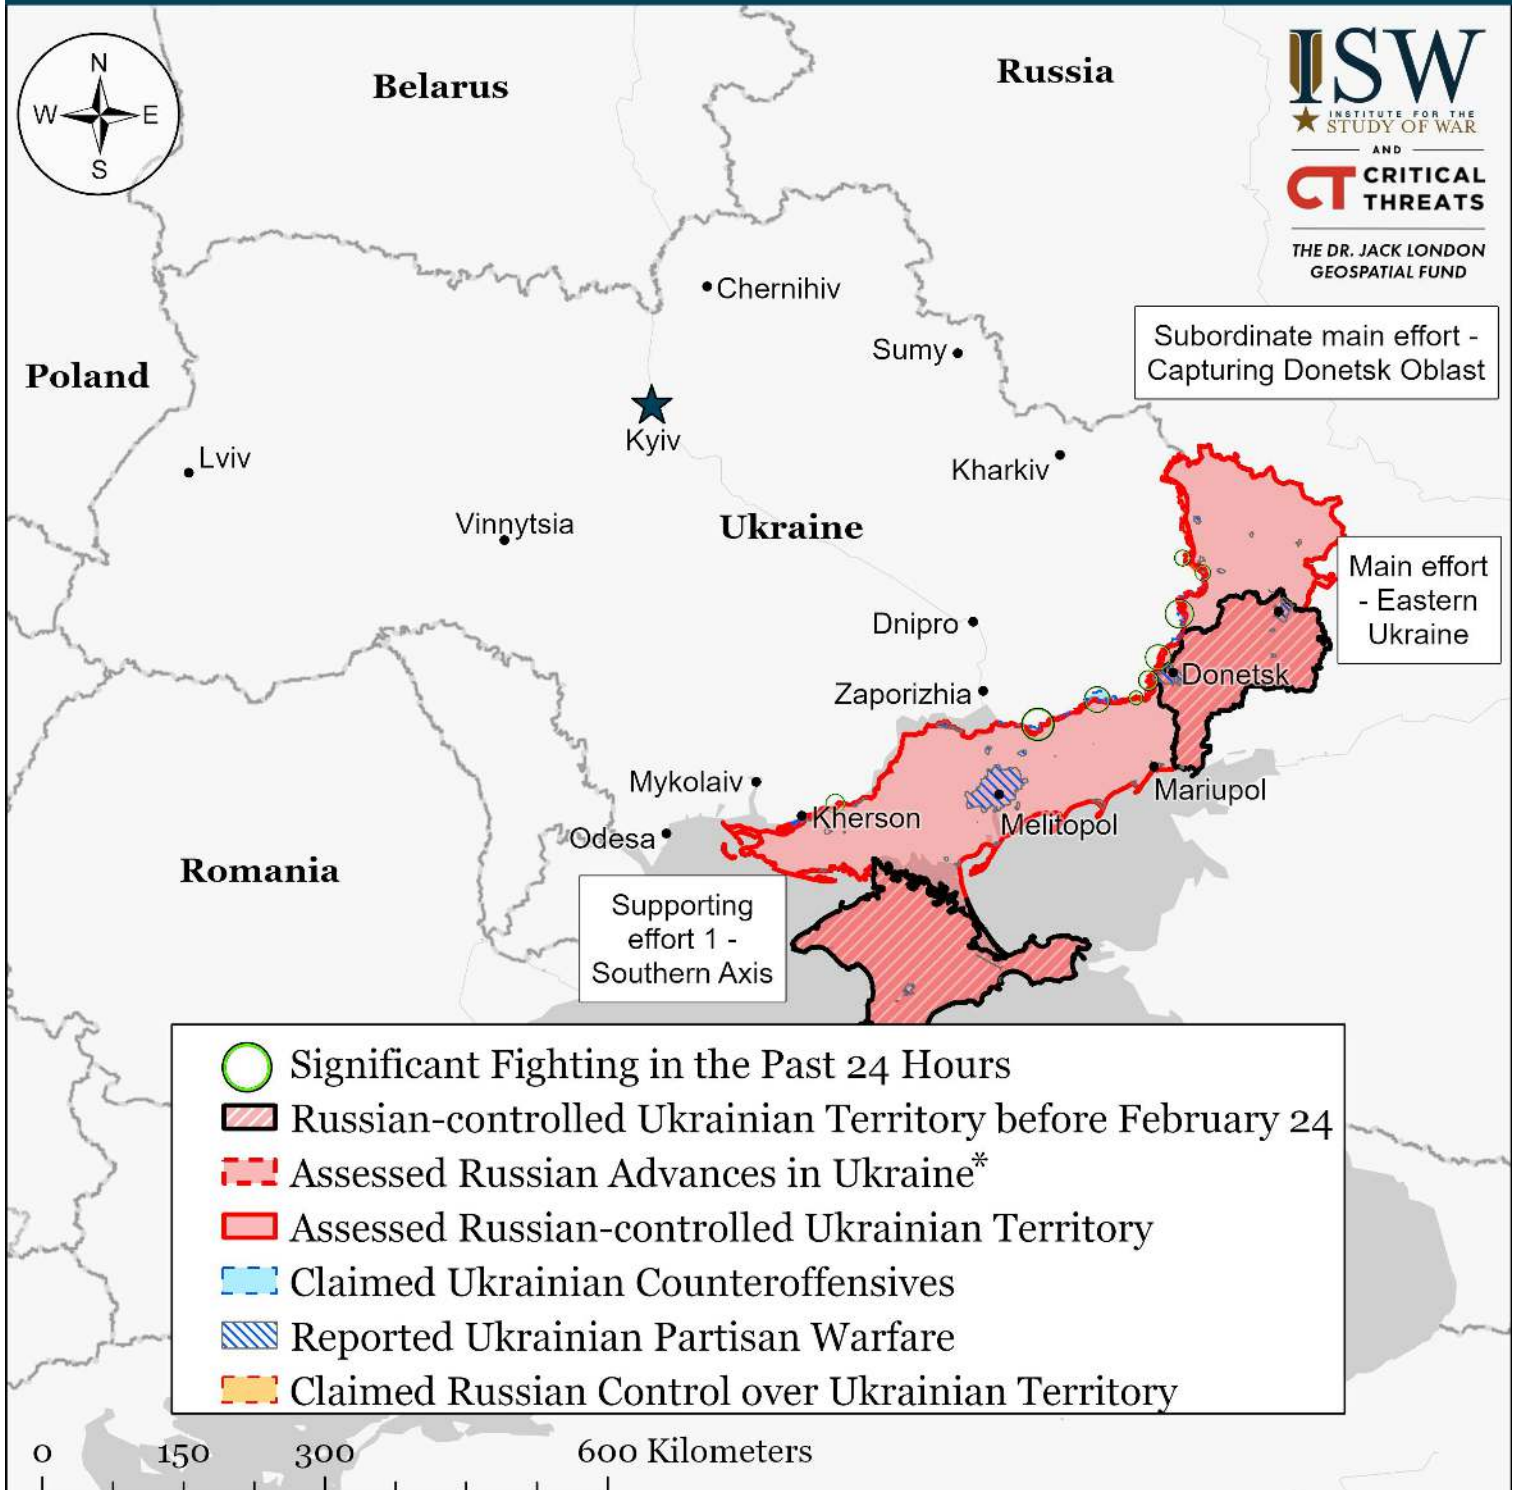 N
W E
S
Belarus
Russia
ISW
INSTITUTE FOR THE
STUDY OF WAR
AND
CT CRITICAL
THREATS
THE DR. JACK LONDON
GEOSPATIAL FUND
Chernihiv
Subordinate main effort -
Capturing Donetsk Oblast
Sumy
Poland
Kyiv
Lviv
Kharkiv
Vinnytsia
Ukraine
Main effort
- Eastern
Ukraine
Dnipro
Donetsk
Zaporizhia
Mykolaiv
Mariupol
Kherson
Melitopol
Odesa
Romania
Supporting
effort 1 -
Southern Axis
Significant Fighting in the Past 24 Hours
Russian-controlled Ukrainian Territory before February 24
Assessed Russian Advances in Ukraine*
Assessed Russian-controlled Ukrainian Territory
Claimed Ukrainian Counteroffensives
Reported Ukrainian Partisan Warfare
Claimed Russian Control over Ukrainian Territory
0 150 300 600 Kilometers